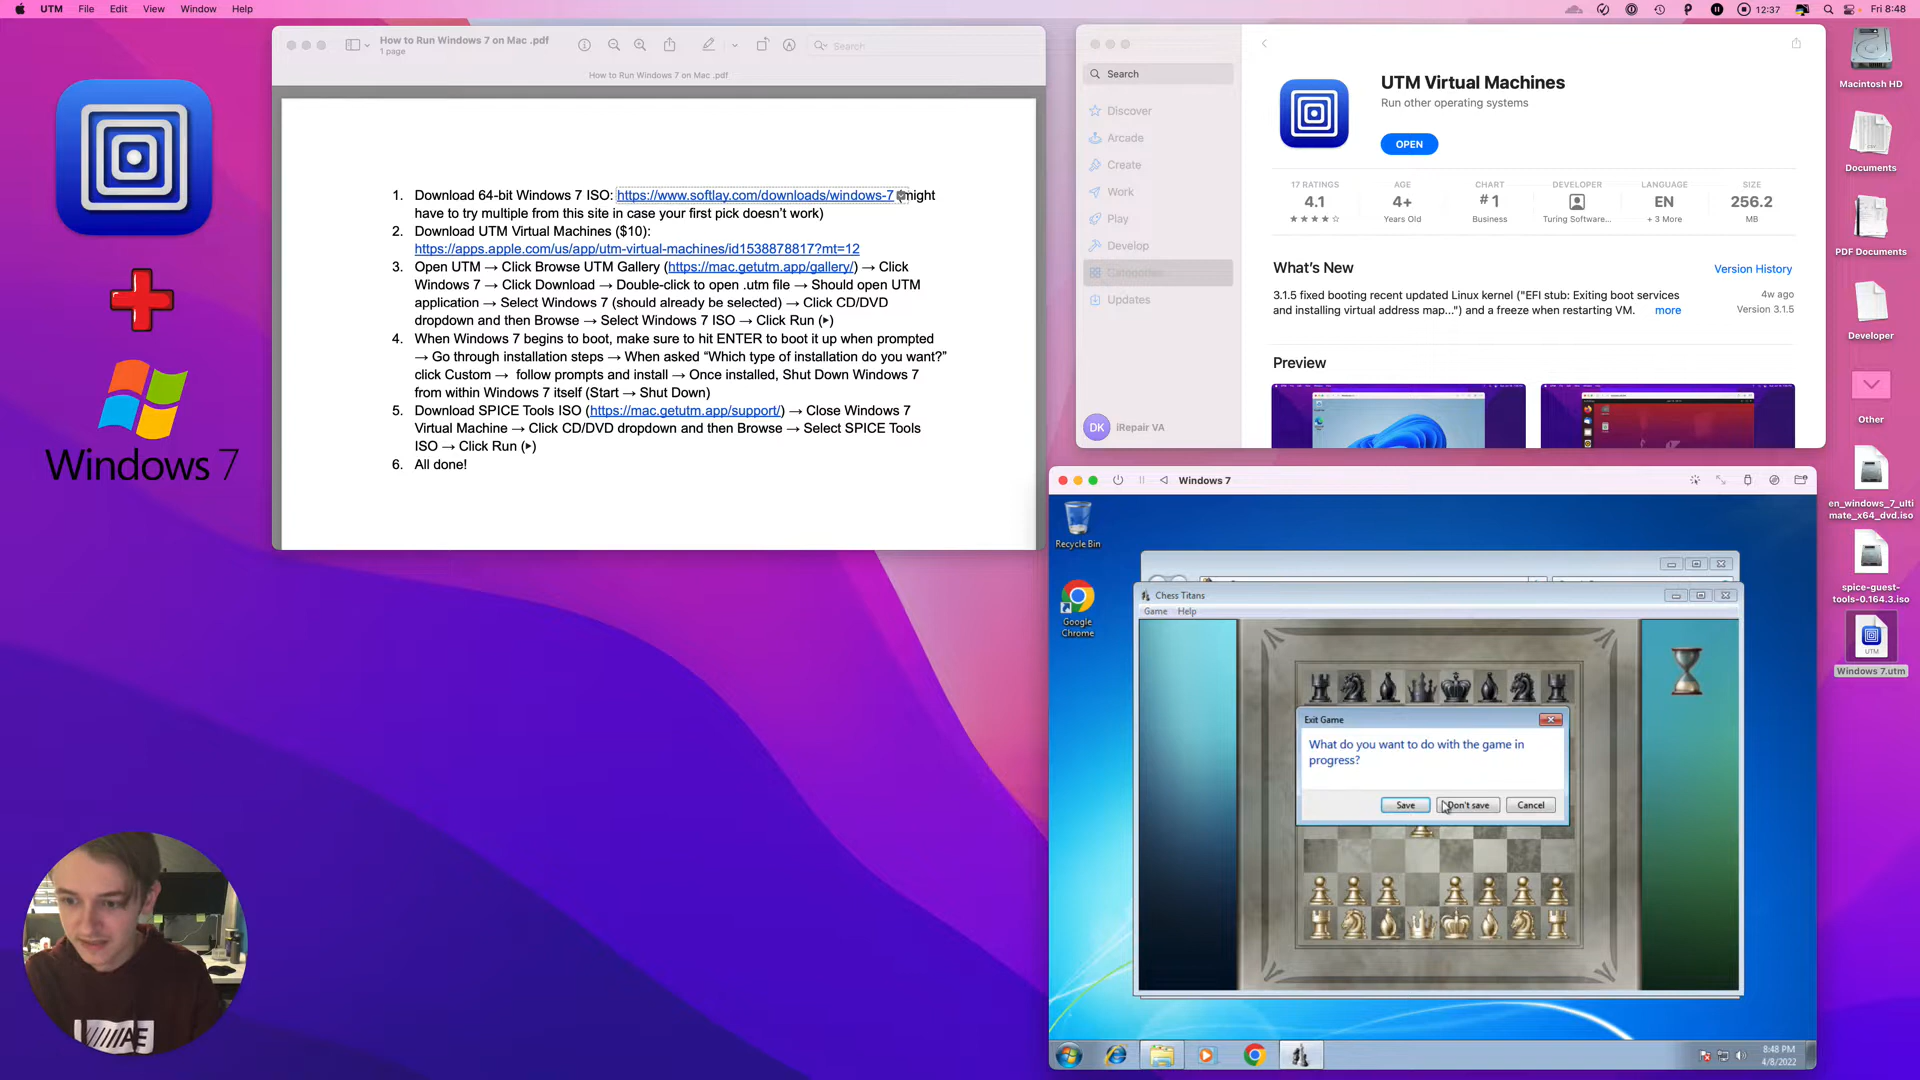 UTM File Edit View Window Help
12:37 Fri 8:48
How to Run Windows 7 on Mac .pdf
1 page
Search
How to Run Windows 7 on Mac .pdf
1. Download 64-bit Windows 7 ISO: https://www.softlay.com/downloads/windows-7 might
have to try multiple from this site in case your first pick doesn't work)
2. Download UTM Virtual Machines ($10):
https://apps.apple.com/us/app/utm-virtual-machines/id1538878817?mt=12
3. Open UTM → Click Browse UTM Gallery (https://mac.getutm.app/gallery/) → Click
Windows 7 → Click Download → Double-click to open .utm file → Should open UTM
application → Select Windows 7 (should already be selected) → Click CD/DVD
dropdown and then Browse → Select Windows 7 ISO → Click Run (▶)
4. When Windows 7 begins to boot, make sure to hit ENTER to boot it up when prompted
→ Go through installation steps → When asked “Which type of installation do you want?”
click Custom → follow prompts and install → Once installed, Shut Down Windows 7
from within Windows 7 itself (Start → Shut Down)
5. Download SPICE Tools ISO (https://mac.getutm.app/support/) → Close Windows 7
Virtual Machine → Click CD/DVD dropdown and then Browse → Select SPICE Tools
ISO → Click Run (▶)
6. All done!
Windows 7
Search
Discover
Arcade
Create
Work
Play
Develop
Categories
Updates
DK iRepair VA
UTM Virtual Machines
Run other operating systems
OPEN
17 RATINGS
4.1
AGE
4+
Years Old
CHART
#1
Business
DEVELOPER
Turing Software...
LANGUAGE
EN
+ 3 More
SIZE
256.2
MB
What's New
Version History
3.1.5 fixed booting recent updated Linux kernel ("EFI stub: Exiting boot services
and installing virtual address map...") and a freeze when restarting VM. more
4w ago
Version 3.1.5
Preview
Macintosh HD
Documents
PDF Documents
Developer
Other
en_windows_7_ulti
mate_x64_dvd.iso
spice-guest-
tools-0.164.3.iso
UTM
Windows 7.utm
Windows 7
Recycle Bin
Google
Chrome
Chess Titans
Game Help
Exit Game
What do you want to do with the game in
progress?
Save Don't save Cancel
8:48 PM
4/8/2022
AE